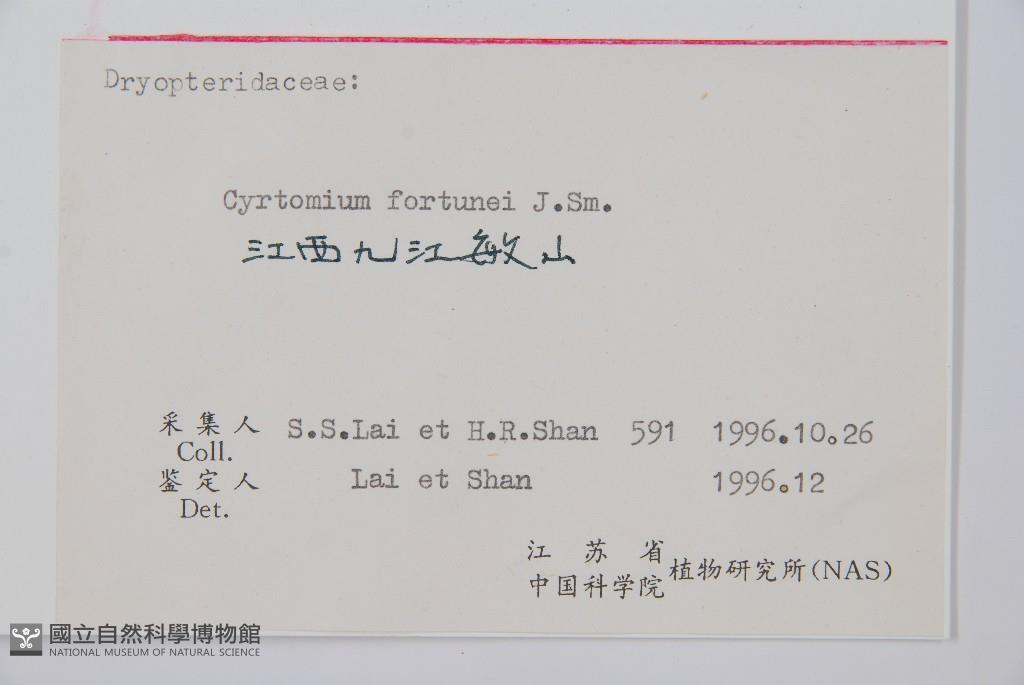 Dryopteridaceae:
Cyrtomium fortunei J.Sm.
江西九江敏山
采集人 S.S.Lai et H.R.Shan 591 1996.10.26
Coll.
鉴定人 Lai et Shan 1996.12
Det.
江苏省
中国科学院 植物研究所(NAS)
國立自然科學博物館
NATIONAL MUSEUM OF NATURAL SCIENCE